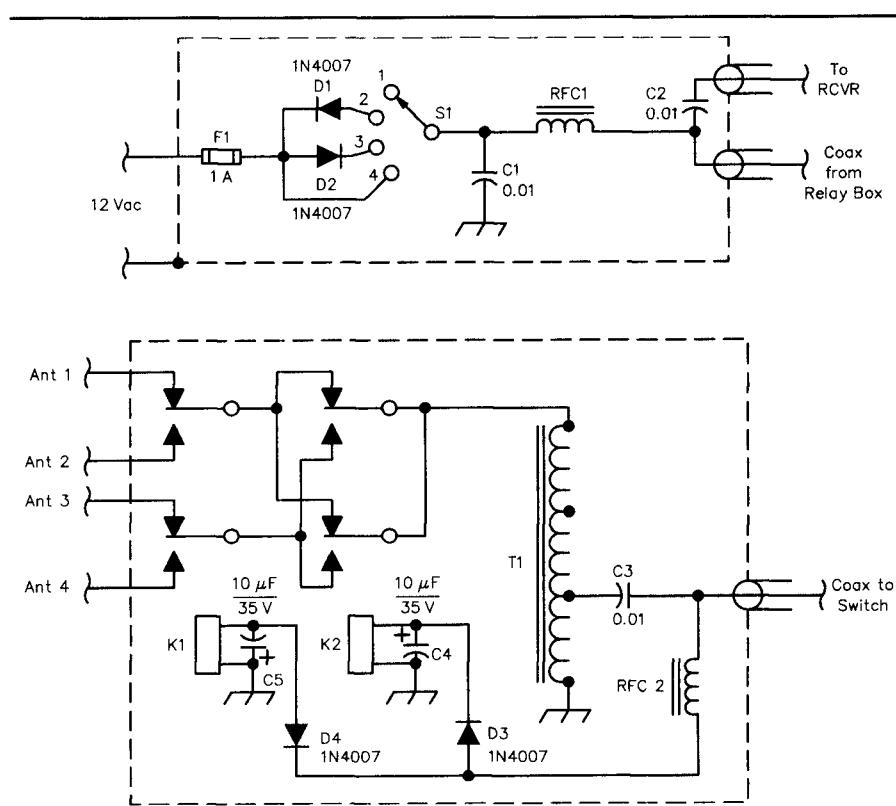 1N4007
D1
1
2
S1
RFC1
C2
0.01
To
RCVR
F1
1 A
3
D2
4
1N4007
C1
0.01
Coax
from
Relay Box
12 Vac
Ant 1
Ant 2
Ant 3
Ant 4
T1
10 µF
35 V
10 µF
35 V
K1
+
C5
K2
+
C4
C3
0.01
Coax to
Switch
RFC 2
D4
1N4007
D3
1N4007